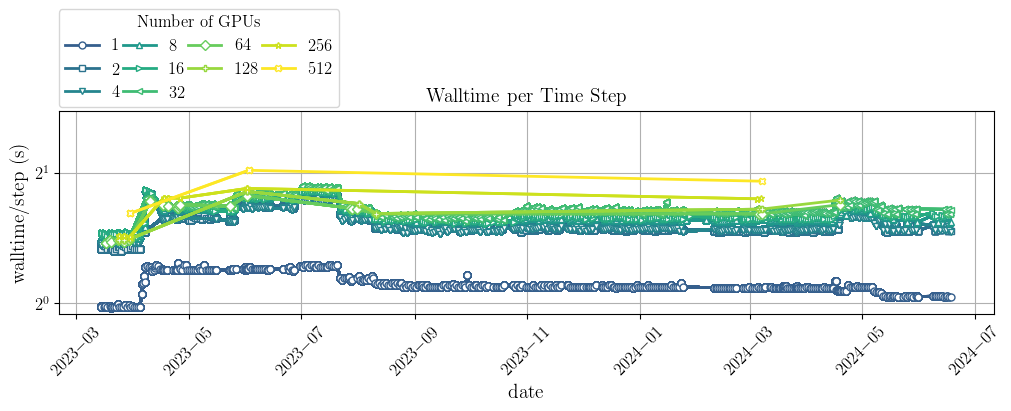 Number of GPUs
1 8 64 256
2 16 128 512
4 32
Walltime per Time Step
walltime/step (s)
2^1
2^0
2023−03 2023−05 2023−07 2023−09 2023−11 2024−01 2024−03 2024−05 2024−07
date